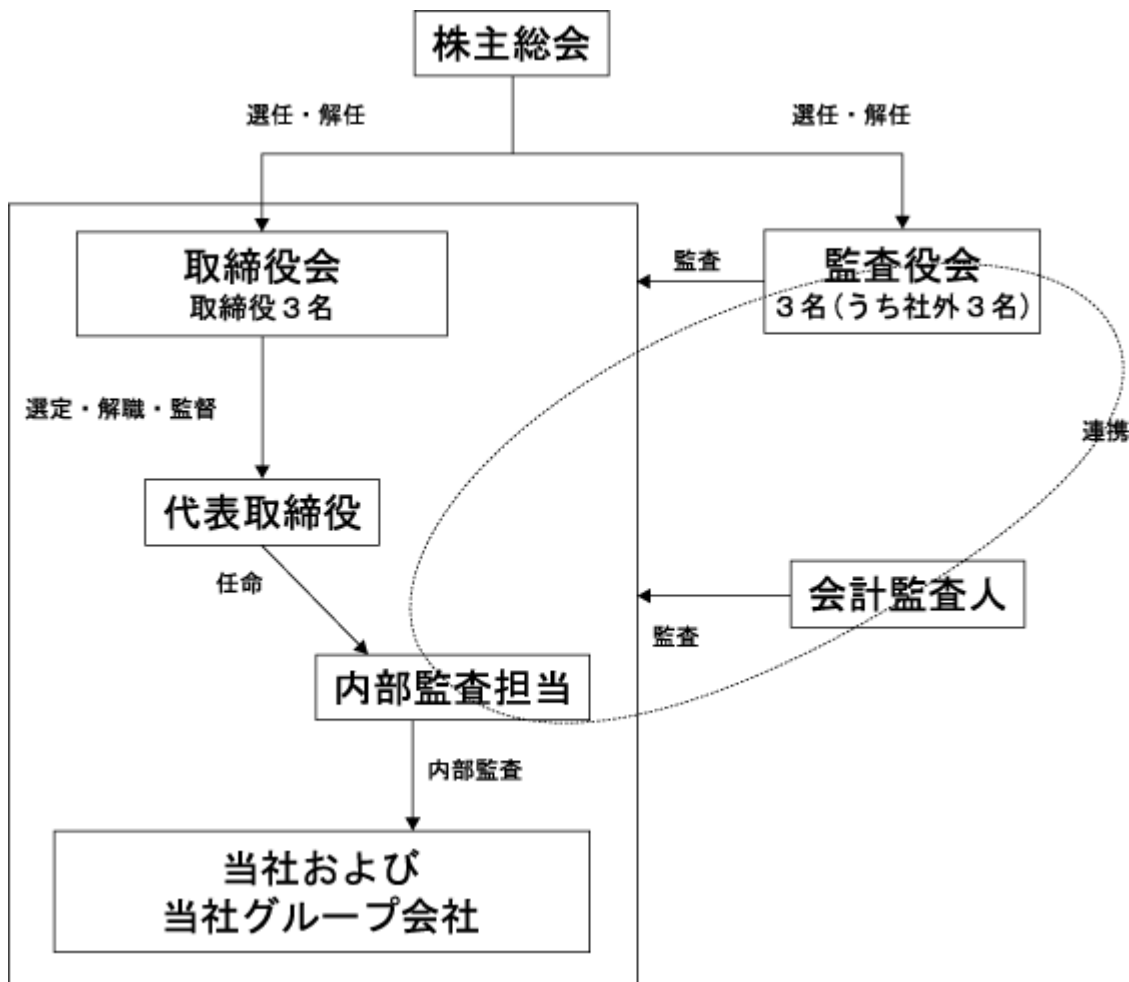 株主総会
選任・解任
選任・解任
取締役会
取締役３名
監査
監査役会
３名(うち社外３名)
選定・解職・監督
連携
代表取締役
任命
会計監査人
監査
内部監査担当
内部監査
当社および
当社グループ会社